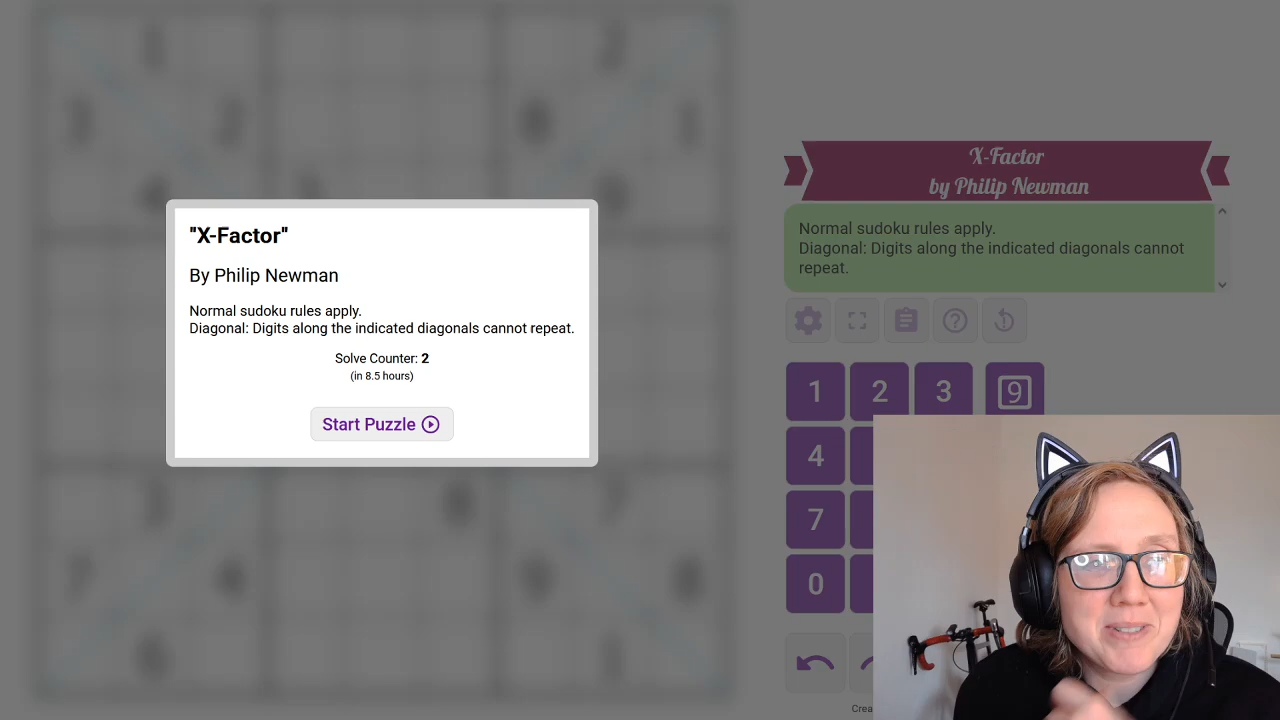 "X-Factor"
By Philip Newman
Normal sudoku rules apply.
Diagonal: Digits along the indicated diagonals cannot repeat.
Solve Counter: 2
(in 8.5 hours)
Start Puzzle
X-Factor
by Philip Newman
Normal sudoku rules apply.
Diagonal: Digits along the indicated diagonals cannot
repeat.
1 2 3 9
4
7
0
Crea